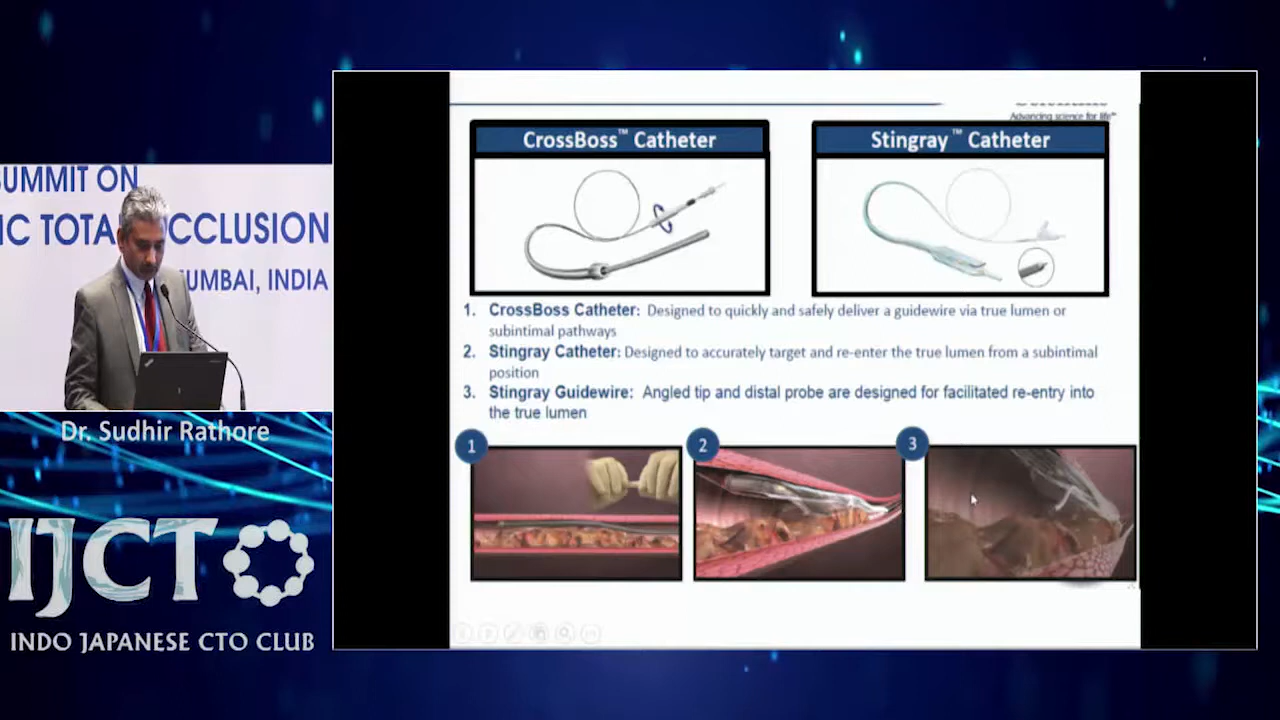 SUMMIT ON
IC TOTA CCLUSION
UMBAI, INDIA
Dr. Sudhir Rathore
IJCT
INDO JAPANESE CTO CLUB
Advancing science for life™
CrossBoss™ Catheter
Stingray™ Catheter
1. CrossBoss Catheter: Designed to quickly and safely deliver a guidewire via true lumen or
subintimal pathways
2. Stingray Catheter: Designed to accurately target and re-enter the true lumen from a subintimal
position
3. Stingray Guidewire: Angled tip and distal probe are designed for facilitated re-entry into
the true lumen
1
2
3